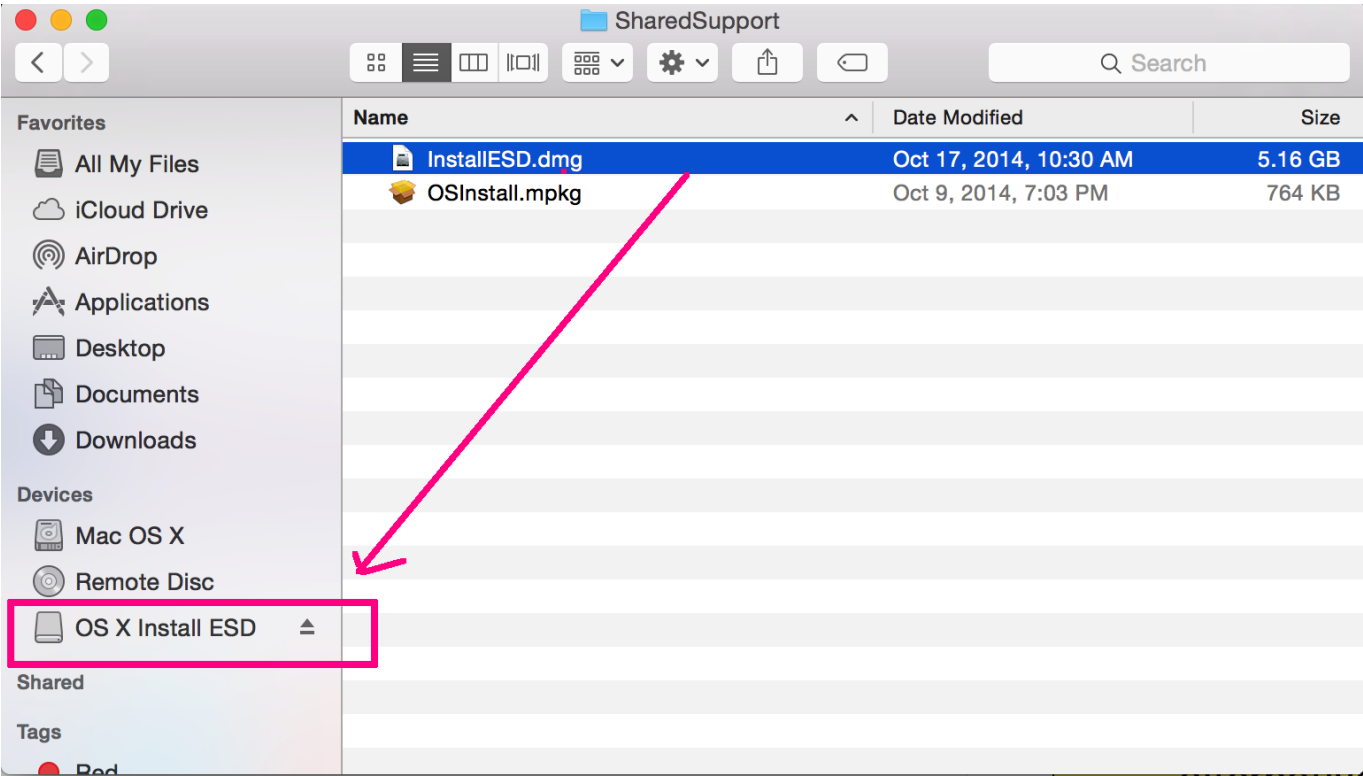 SharedSupport
Search
Favorites
All My Files
iCloud Drive
AirDrop
Applications
Desktop
Documents
Downloads
Devices
Mac OS X
Remote Disc
OS X Install ESD
Shared
Tags
Red
Name Date Modified Size
InstallESD.dmg Oct 17, 2014, 10:30 AM 5.16 GB
OSInstall.mpkg Oct 9, 2014, 7:03 PM 764 KB